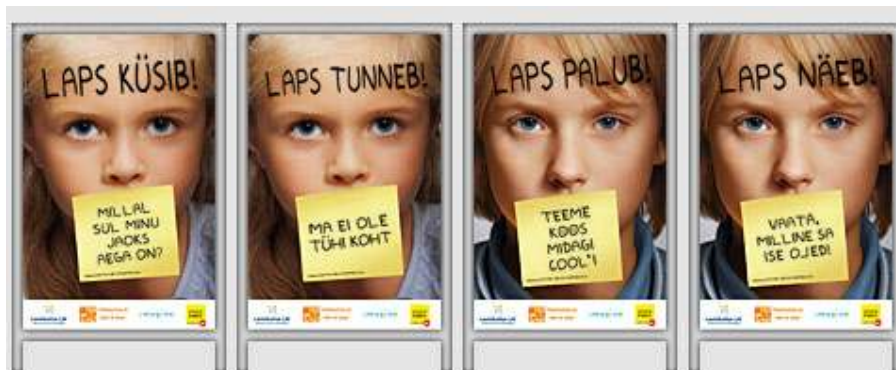 LAPS KÜSIB!
MILLAL
SUL MINU
JAOKS
AEGA ON?
LAPS TUNNEB!
MA EI OLE
TÜHI KOHT
LAPS PALUB!
TEEME
KOOS
MIDAGI
COOL'I
LAPS NÄEB!
VAATA,
MILLINE SA
ISE OLED!